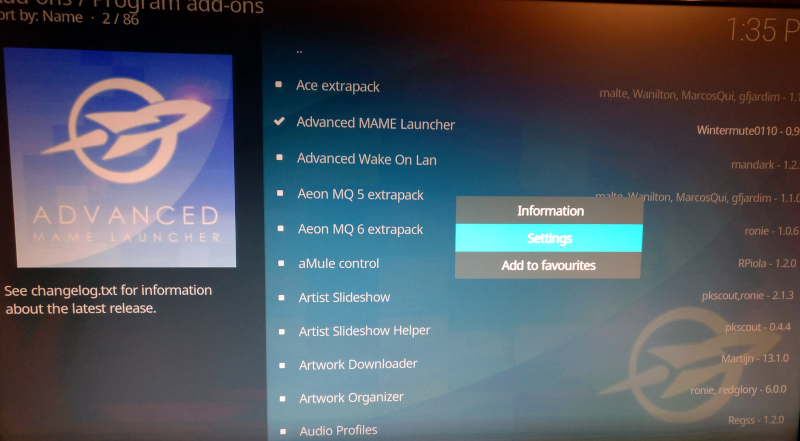 Add-ons / Program add-ons
ort by: Name · 2 / 86
1:35 P
..
Ace extrapack
malte, Wanilton, MarcosQui, gfjardim - 1.1
Advanced MAME Launcher
Wintermute0110 - 0.9
Advanced Wake On Lan
mandark - 1.2.
Aeon MQ 5 extrapack
malte, Wanilton, MarcosQui, gfjardim - 1.1.0
Aeon MQ 6 extrapack
ronie - 1.0.6
aMule control
RPiola - 1.2.0
Artist Slideshow
pkscout,ronie - 2.1.3
Artist Slideshow Helper
pkscout - 0.4.4
Artwork Downloader
Martijn - 13.1.0
Artwork Organizer
ronie, redglory - 6.0.0
Audio Profiles
Regss - 1.2.0
Information
Settings
Add to favourites
ADVANCED
MAME LAUNCHER
See changelog.txt for information
about the latest release.